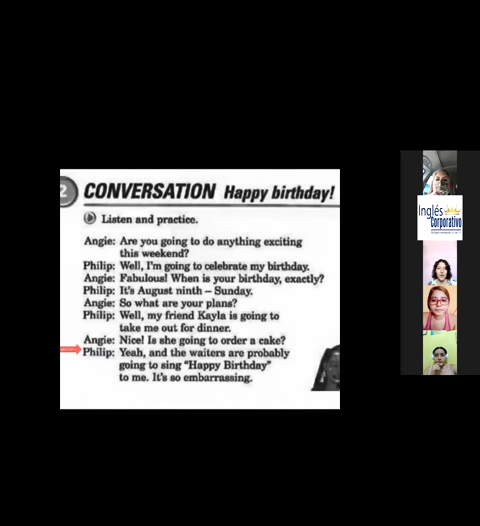 2 CONVERSATION Happy birthday!
Listen and practice.
Angie: Are you going to do anything exciting
this weekend?
Philip: Well, I'm going to celebrate my birthday.
Angie: Fabulous! When is your birthday, exactly?
Philip: It's August ninth – Sunday.
Angie: So what are your plans?
Philip: Well, my friend Kayla is going to
take me out for dinner.
Angie: Nice! Is she going to order a cake?
Philip: Yeah, and the waiters are probably
going to sing "Happy Birthday"
to me. It's so embarrassing.
Inglés
Corporativo